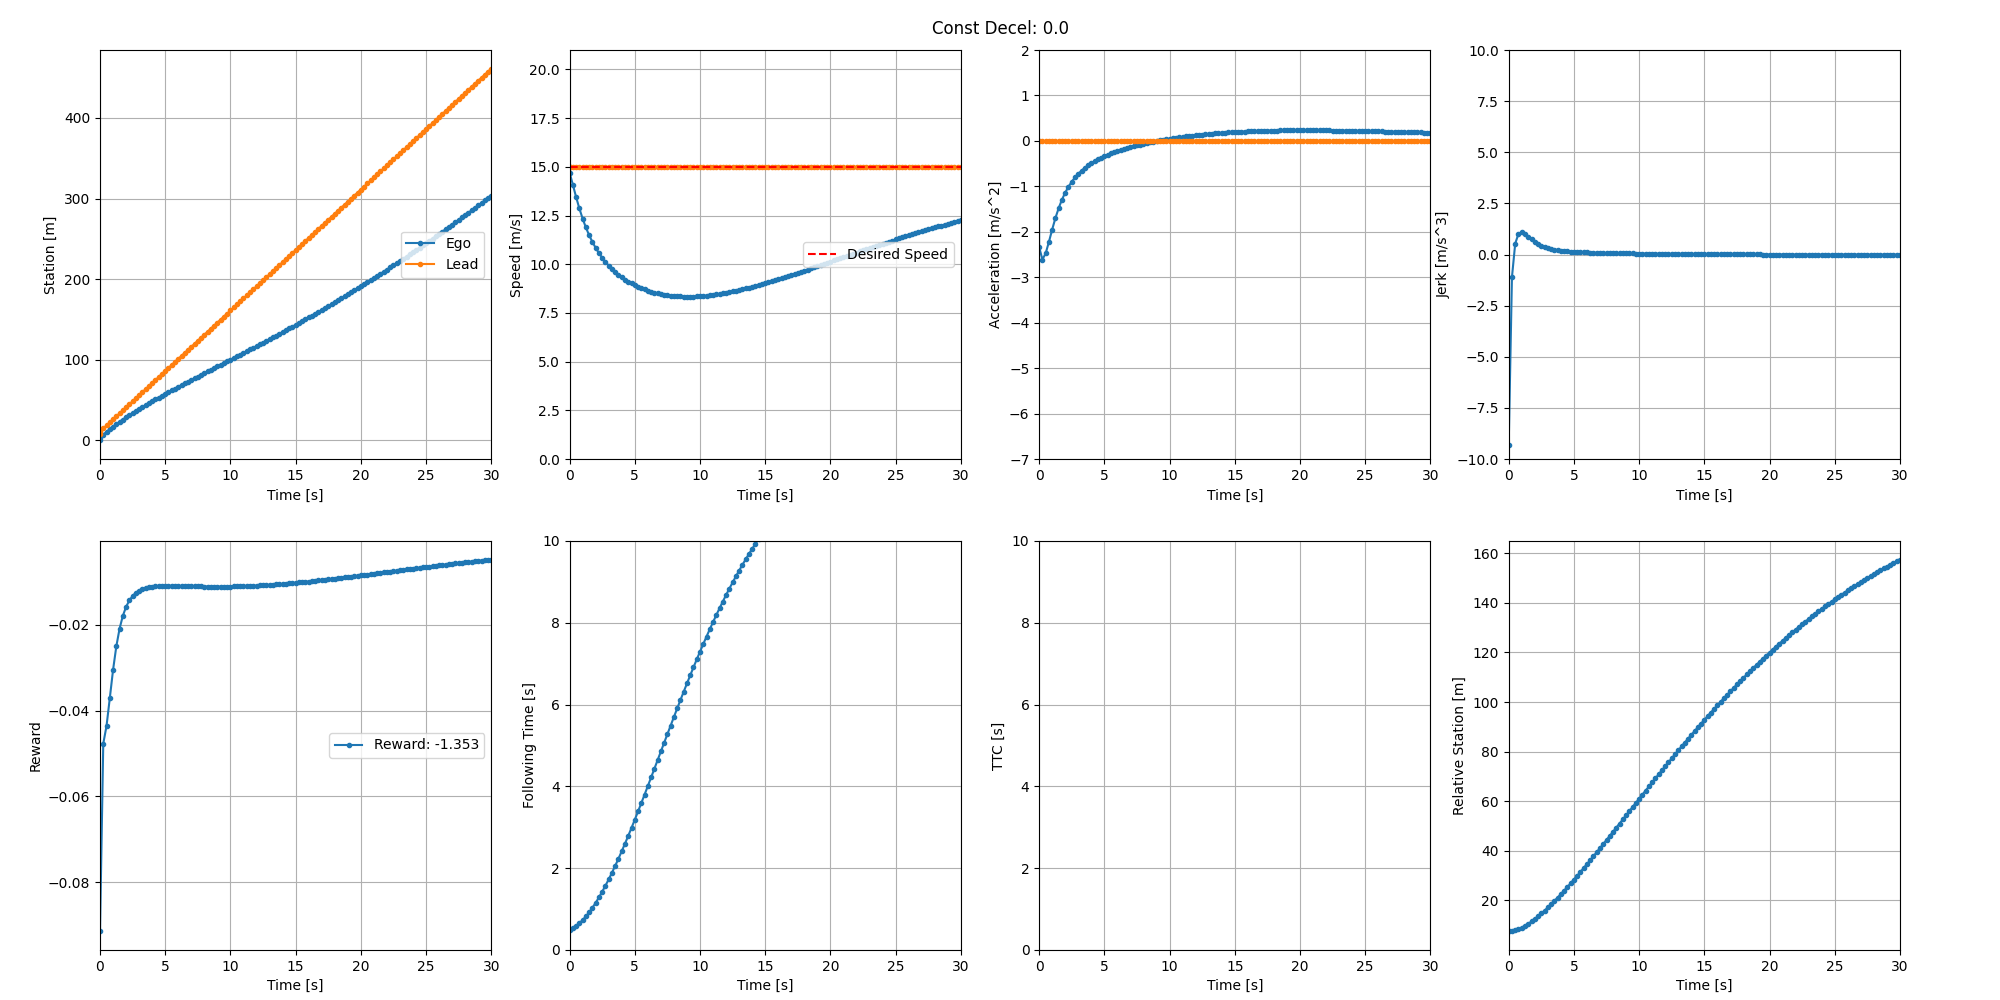 Const Decel: 0.0
Station [m]
400
300
200
100
0
0 5 10 15 20 25 30
Time [s]
Ego
Lead
Speed [m/s]
20.0
17.5
15.0
12.5
10.0
7.5
5.0
2.5
0.0
0 5 10 15 20 25 30
Time [s]
Desired Speed
Acceleration [m/s^2]
2
1
0
−1
−2
−3
−4
−5
−6
−7
0 5 10 15 20 25 30
Time [s]
Jerk [m/s^3]
10.0
7.5
5.0
2.5
0.0
−2.5
−5.0
−7.5
−10.0
0 5 10 15 20 25 30
Time [s]
Reward
−0.02
−0.04
−0.06
−0.08
0 5 10 15 20 25 30
Time [s]
Reward: -1.353
Following Time [s]
10
8
6
4
2
0
0 5 10 15 20 25 30
Time [s]
TTC [s]
10
8
6
4
2
0
0 5 10 15 20 25 30
Time [s]
Relative Station [m]
160
140
120
100
80
60
40
20
0 5 10 15 20 25 30
Time [s]